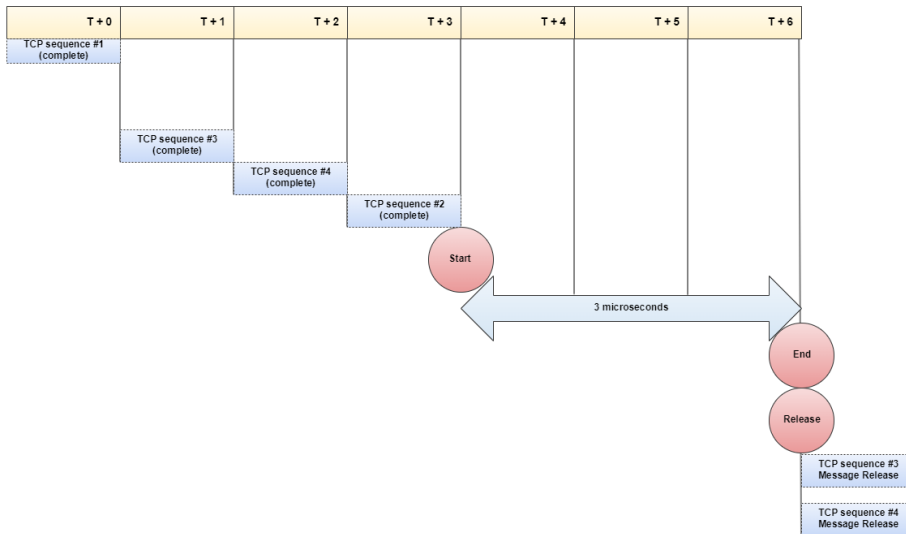 T + 0 T + 1 T + 2 T + 3 T + 4 T + 5 T + 6
TCP sequence #1
(complete)
TCP sequence #3
(complete)
TCP sequence #4
(complete)
TCP sequence #2
(complete)
Start
3 microseconds
End
Release
TCP sequence #3
Message Release
TCP sequence #4
Message Release